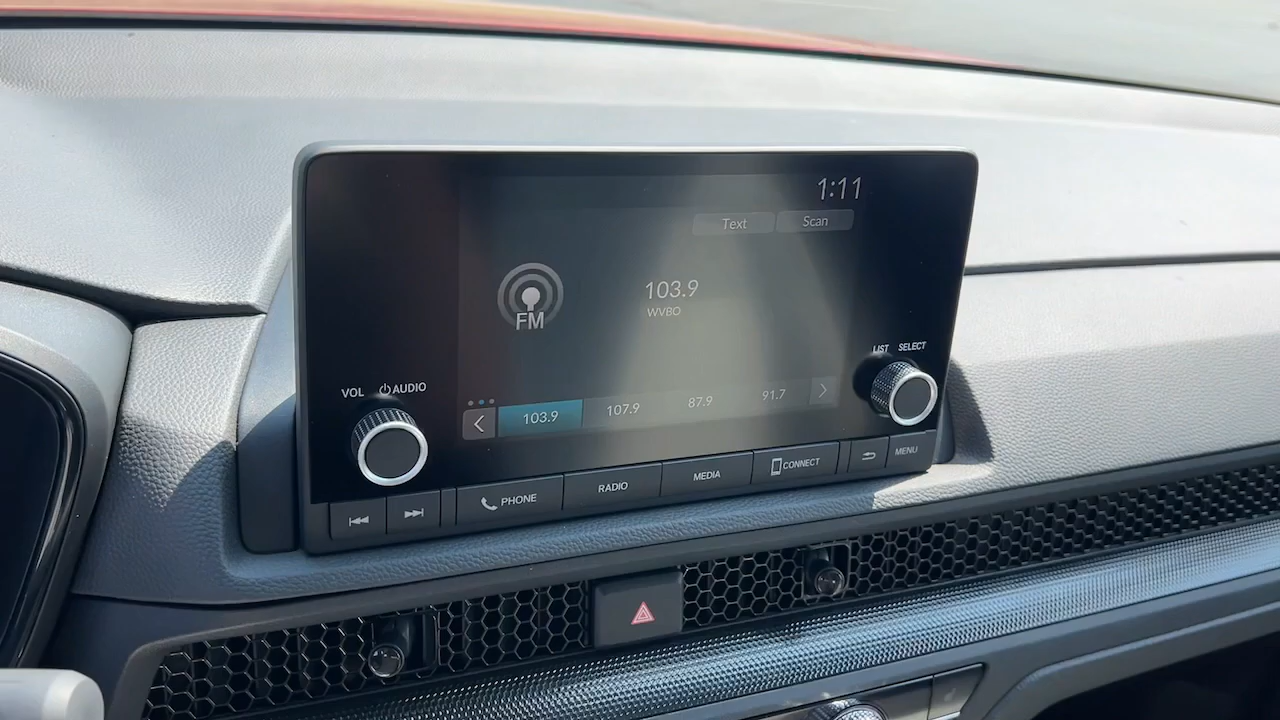 1:11
Text Scan
103.9
WVBO
FM
LIST SELECT
VOL AUDIO
103.9 107.9 87.9 91.7
PHONE RADIO MEDIA CONNECT MENU